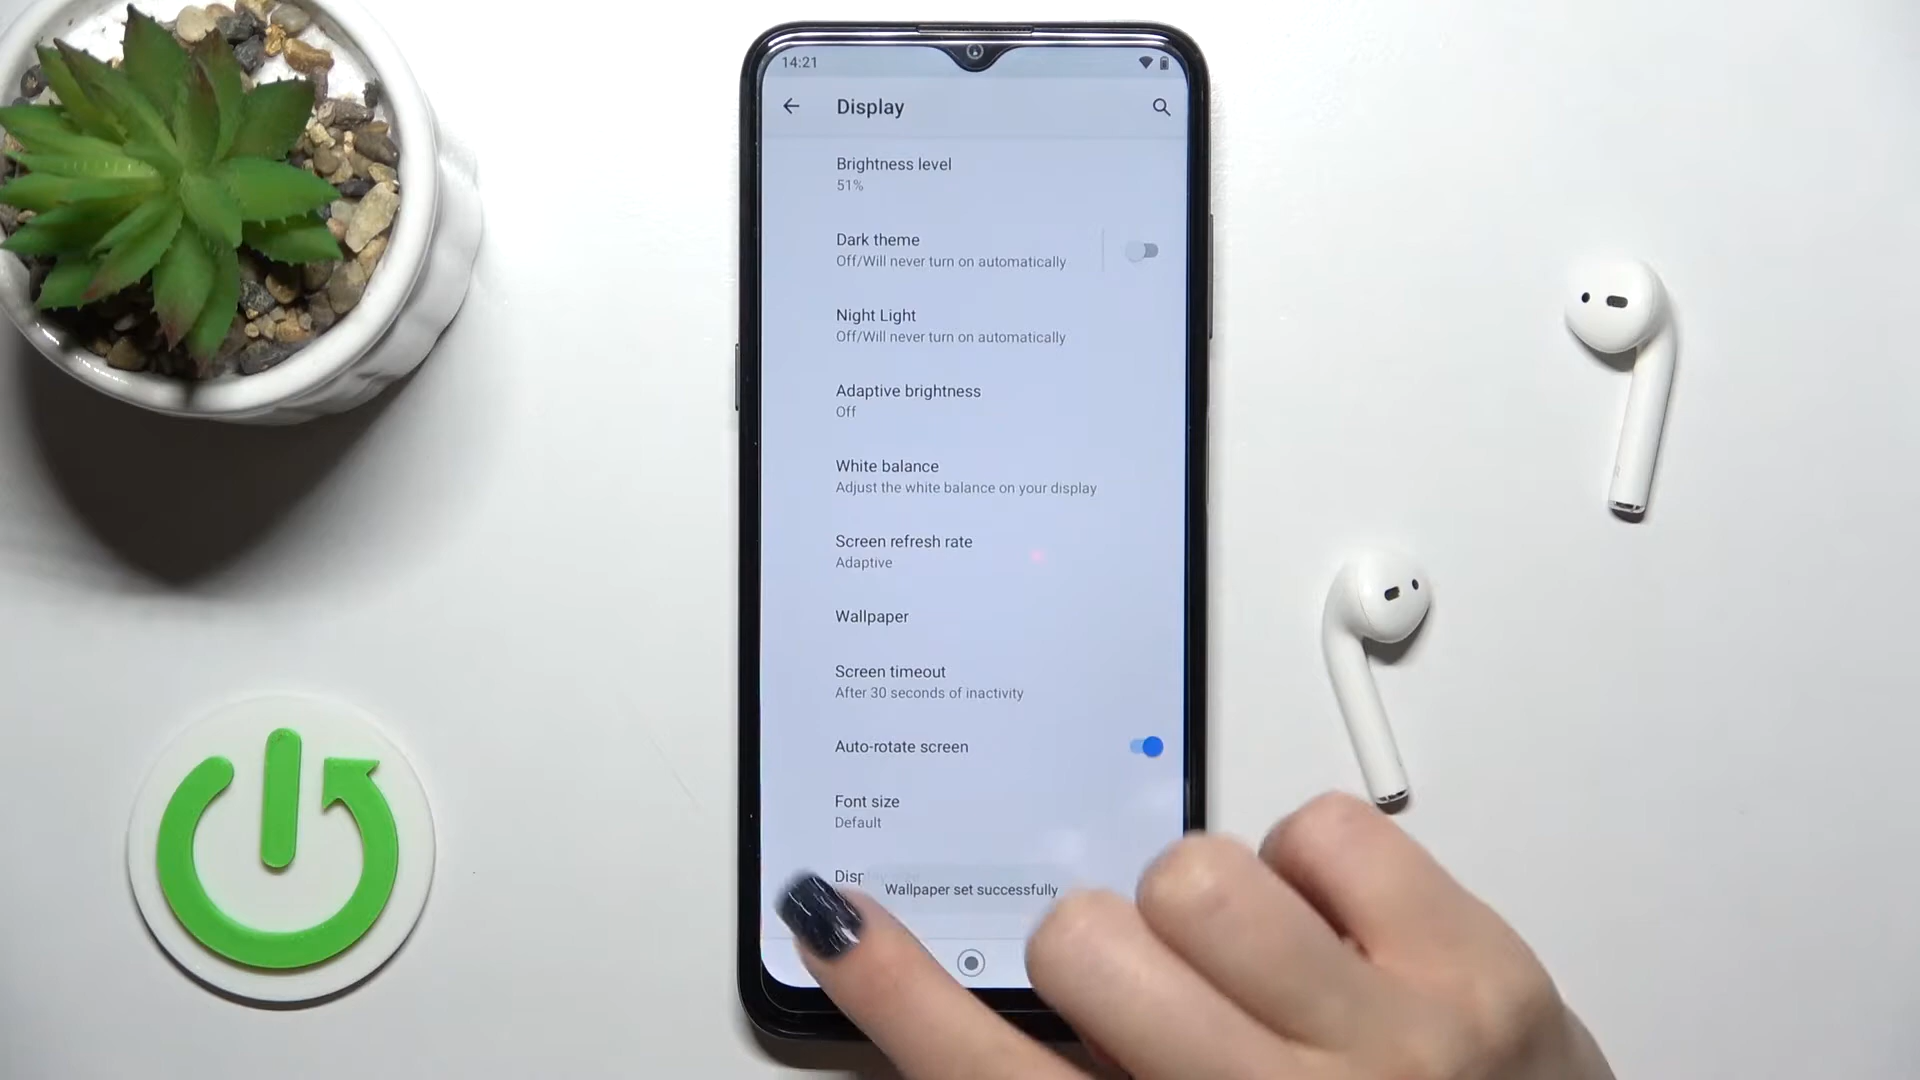 14:21
Display
Brightness level
51%
Dark theme
Off/Will never turn on automatically
Night Light
Off/Will never turn on automatically
Adaptive brightness
Off
White balance
Adjust the white balance on your display
Screen refresh rate
Adaptive
Wallpaper
Screen timeout
After 30 seconds of inactivity
Auto-rotate screen
Font size
Default
Wallpaper set successfully